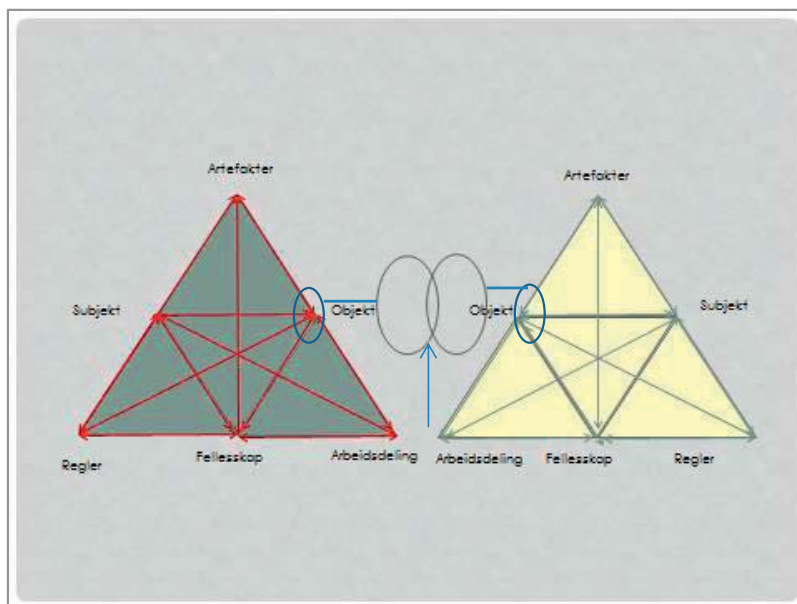 Artefakter
Artefakter
Subjekt
Objekt
Objekt
Subjekt
Regler
Fellesskap
Arbeidsdeling
Arbeidsdeling
Fellesskap
Regler